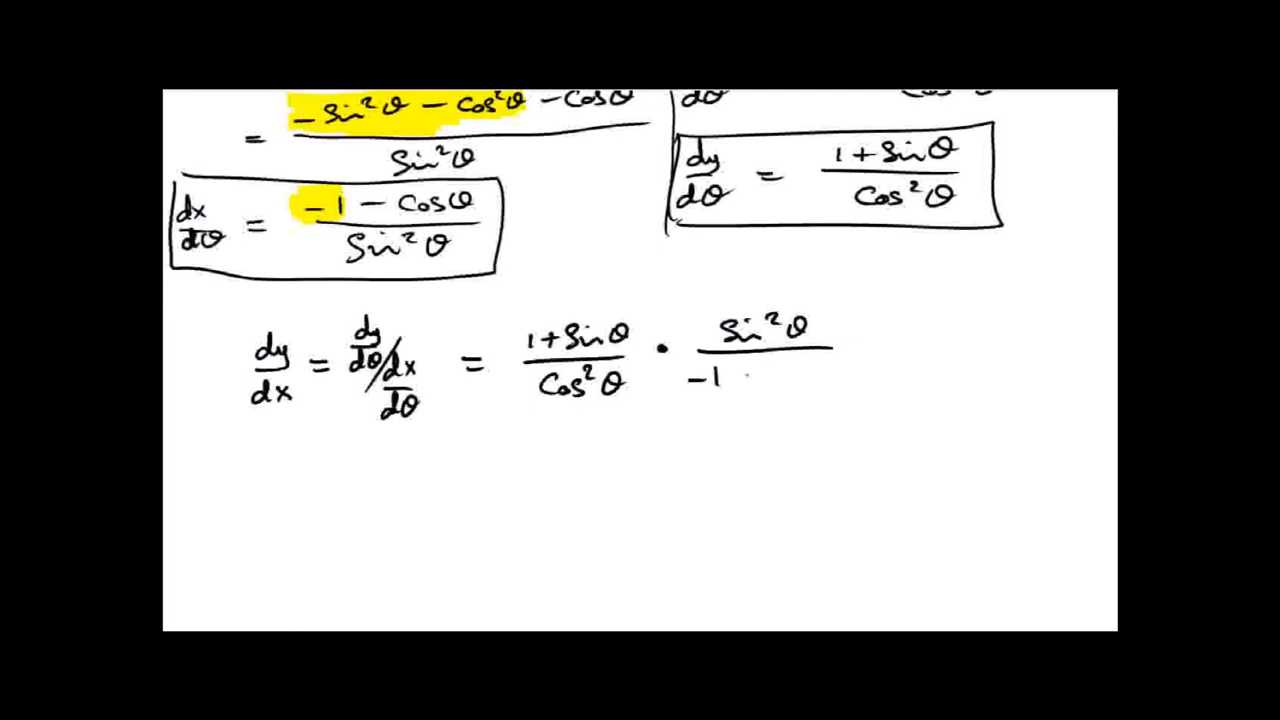 = (-Sin²θ - Cos²θ - Cosθ) / Sin²θ
dx/dθ = (-1 - Cosθ) / Sin²θ
dθ
dy/dθ = (1 + Sinθ) / Cos²θ
dy/dx = dy/dθ / dx/dθ = (1 + Sinθ) / Cos²θ · Sin²θ / -1